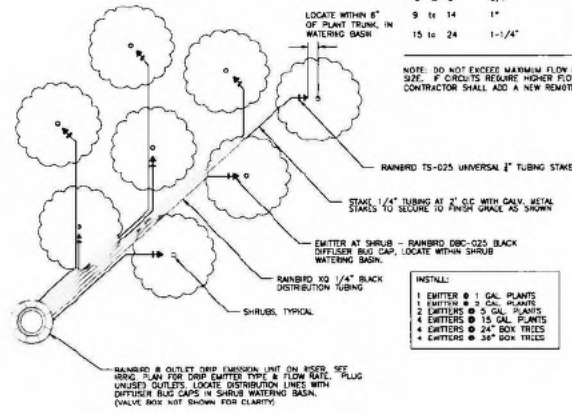 LOCATE WITHIN 6"
OF PLANT TRUNK, IN
WATERING BASIN
9 to 14 1"
15 to 24 1-1/4"
NOTE: DO NOT EXCEED MAXIMUM FLOW
SIZE. IF CIRCUITS REQUIRE HIGHER FLO
CONTRACTOR SHALL ADD A NEW REMOT
RAINBIRD TS-025 UNIVERSAL ¼" TUBING STAKE
STAKE 1/4" TUBING AT 2' O.C WITH GALV. METAL
STAKES TO SECURE TO FINISH GRADE AS SHOWN
EMITTER AT SHRUB - RAINBIRD DBC-025 BLACK
DIFFUSER BUG CAP, LOCATE WITHIN SHRUB
WATERING BASIN.
RAINBIRD XQ 1/4" BLACK
DISTRIBUTION TUBING
SHRUBS, TYPICAL
INSTALL:
1 EMITTER @ 1 GAL. PLANTS
1 EMITTER @ 2 GAL. PLANTS
2 EMITTERS @ 5 GAL. PLANTS
4 EMITTERS @ 15 GAL. PLANTS
4 EMITTERS @ 24" BOX TREES
4 EMITTERS @ 36" BOX TREES
RAINBIRD 8 OUTLET DRIP EMISSION UNIT ON RISER. SEE
IRRIG. PLAN FOR DRIP EMITTER TYPE & FLOW RATE. PLUG
UNUSED OUTLETS. LOCATE DISTRIBUTION LINES WITH
DIFFUSER BUG CAPS IN SHRUB WATERING BASIN.
(VALVE BOX NOT SHOWN FOR CLARITY)